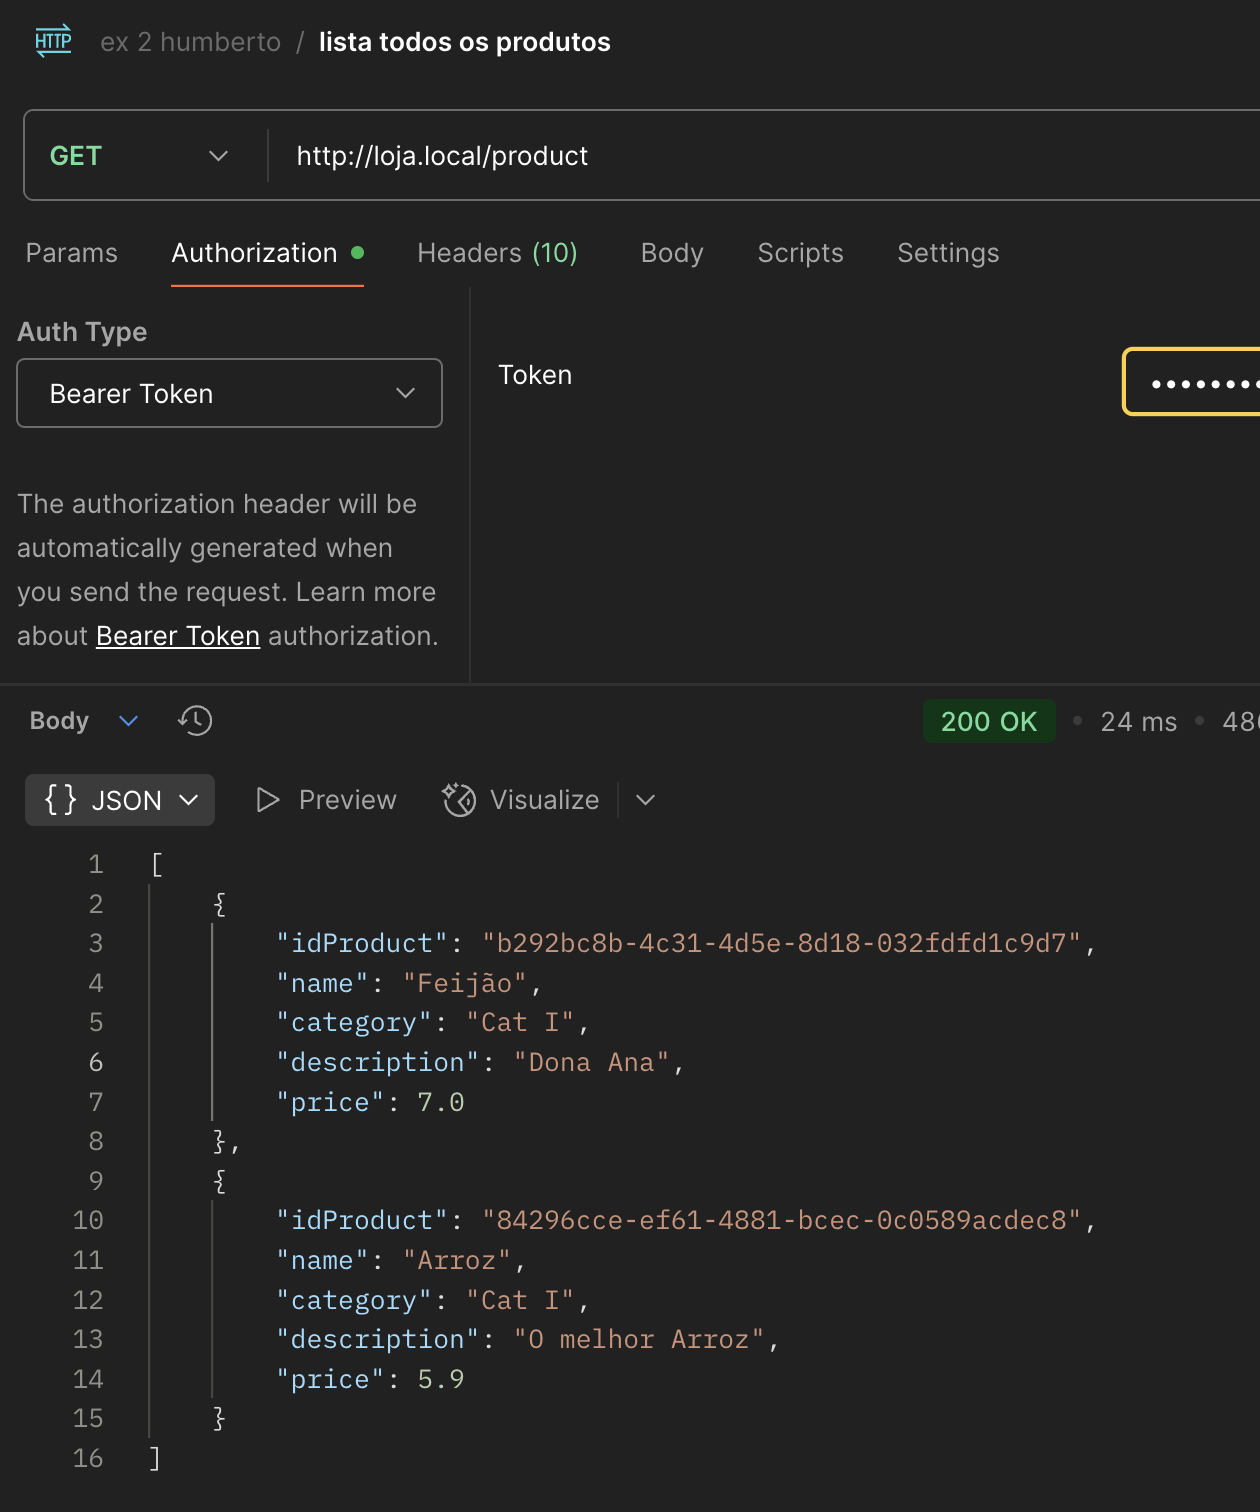 HTTP ex 2 humberto / lista todos os produtos
GET http://loja.local/product
Params Authorization Headers (10) Body Scripts Settings
Auth Type
Bearer Token
Token
••••••••
The authorization header will be
automatically generated when
you send the request. Learn more
about Bearer Token authorization.
Body 200 OK • 24 ms •
{} JSON Preview Visualize
1 [
2 {
3 "idProduct": "b292bc8b-4c31-4d5e-8d18-032fdfd1c9d7",
4 "name": "Feijão",
5 "category": "Cat I",
6 "description": "Dona Ana",
7 "price": 7.0
8 },
9 {
10 "idProduct": "84296cce-ef61-4881-bcec-0c0589acdec8",
11 "name": "Arroz",
12 "category": "Cat I",
13 "description": "O melhor Arroz",
14 "price": 5.9
15 }
16 ]